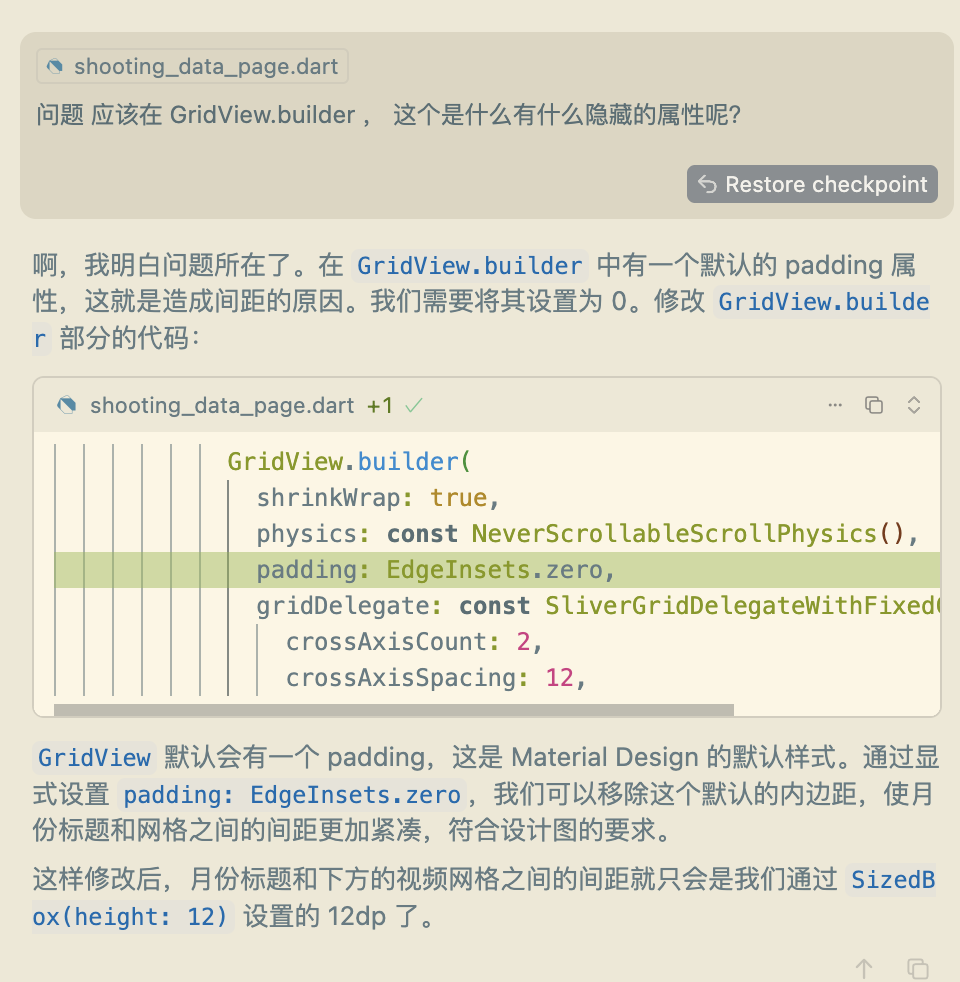 shooting_data_page.dart
问题 应该在 GridView.builder ， 这个是什么有什么隐藏的属性呢?
Restore checkpoint
啊，我明白问题所在了。在 GridView.builder 中有一个默认的 padding 属
性，这就是造成间距的原因。我们需要将其设置为 0。修改 GridView.builde
r 部分的代码：
shooting_data_page.dart +1
GridView.builder(
shrinkWrap: true,
physics: const NeverScrollableScrollPhysics(),
padding: EdgeInsets.zero,
gridDelegate: const SliverGridDelegateWithFixed
crossAxisCount: 2,
crossAxisSpacing: 12,
GridView 默认会有一个 padding，这是 Material Design 的默认样式。通过显
式设置 padding: EdgeInsets.zero，我们可以移除这个默认的内边距，使月
份标题和网格之间的间距更加紧凑，符合设计图的要求。
这样修改后，月份标题和下方的视频网格之间的间距就只会是我们通过 SizedB
ox(height: 12) 设置的 12dp 了。